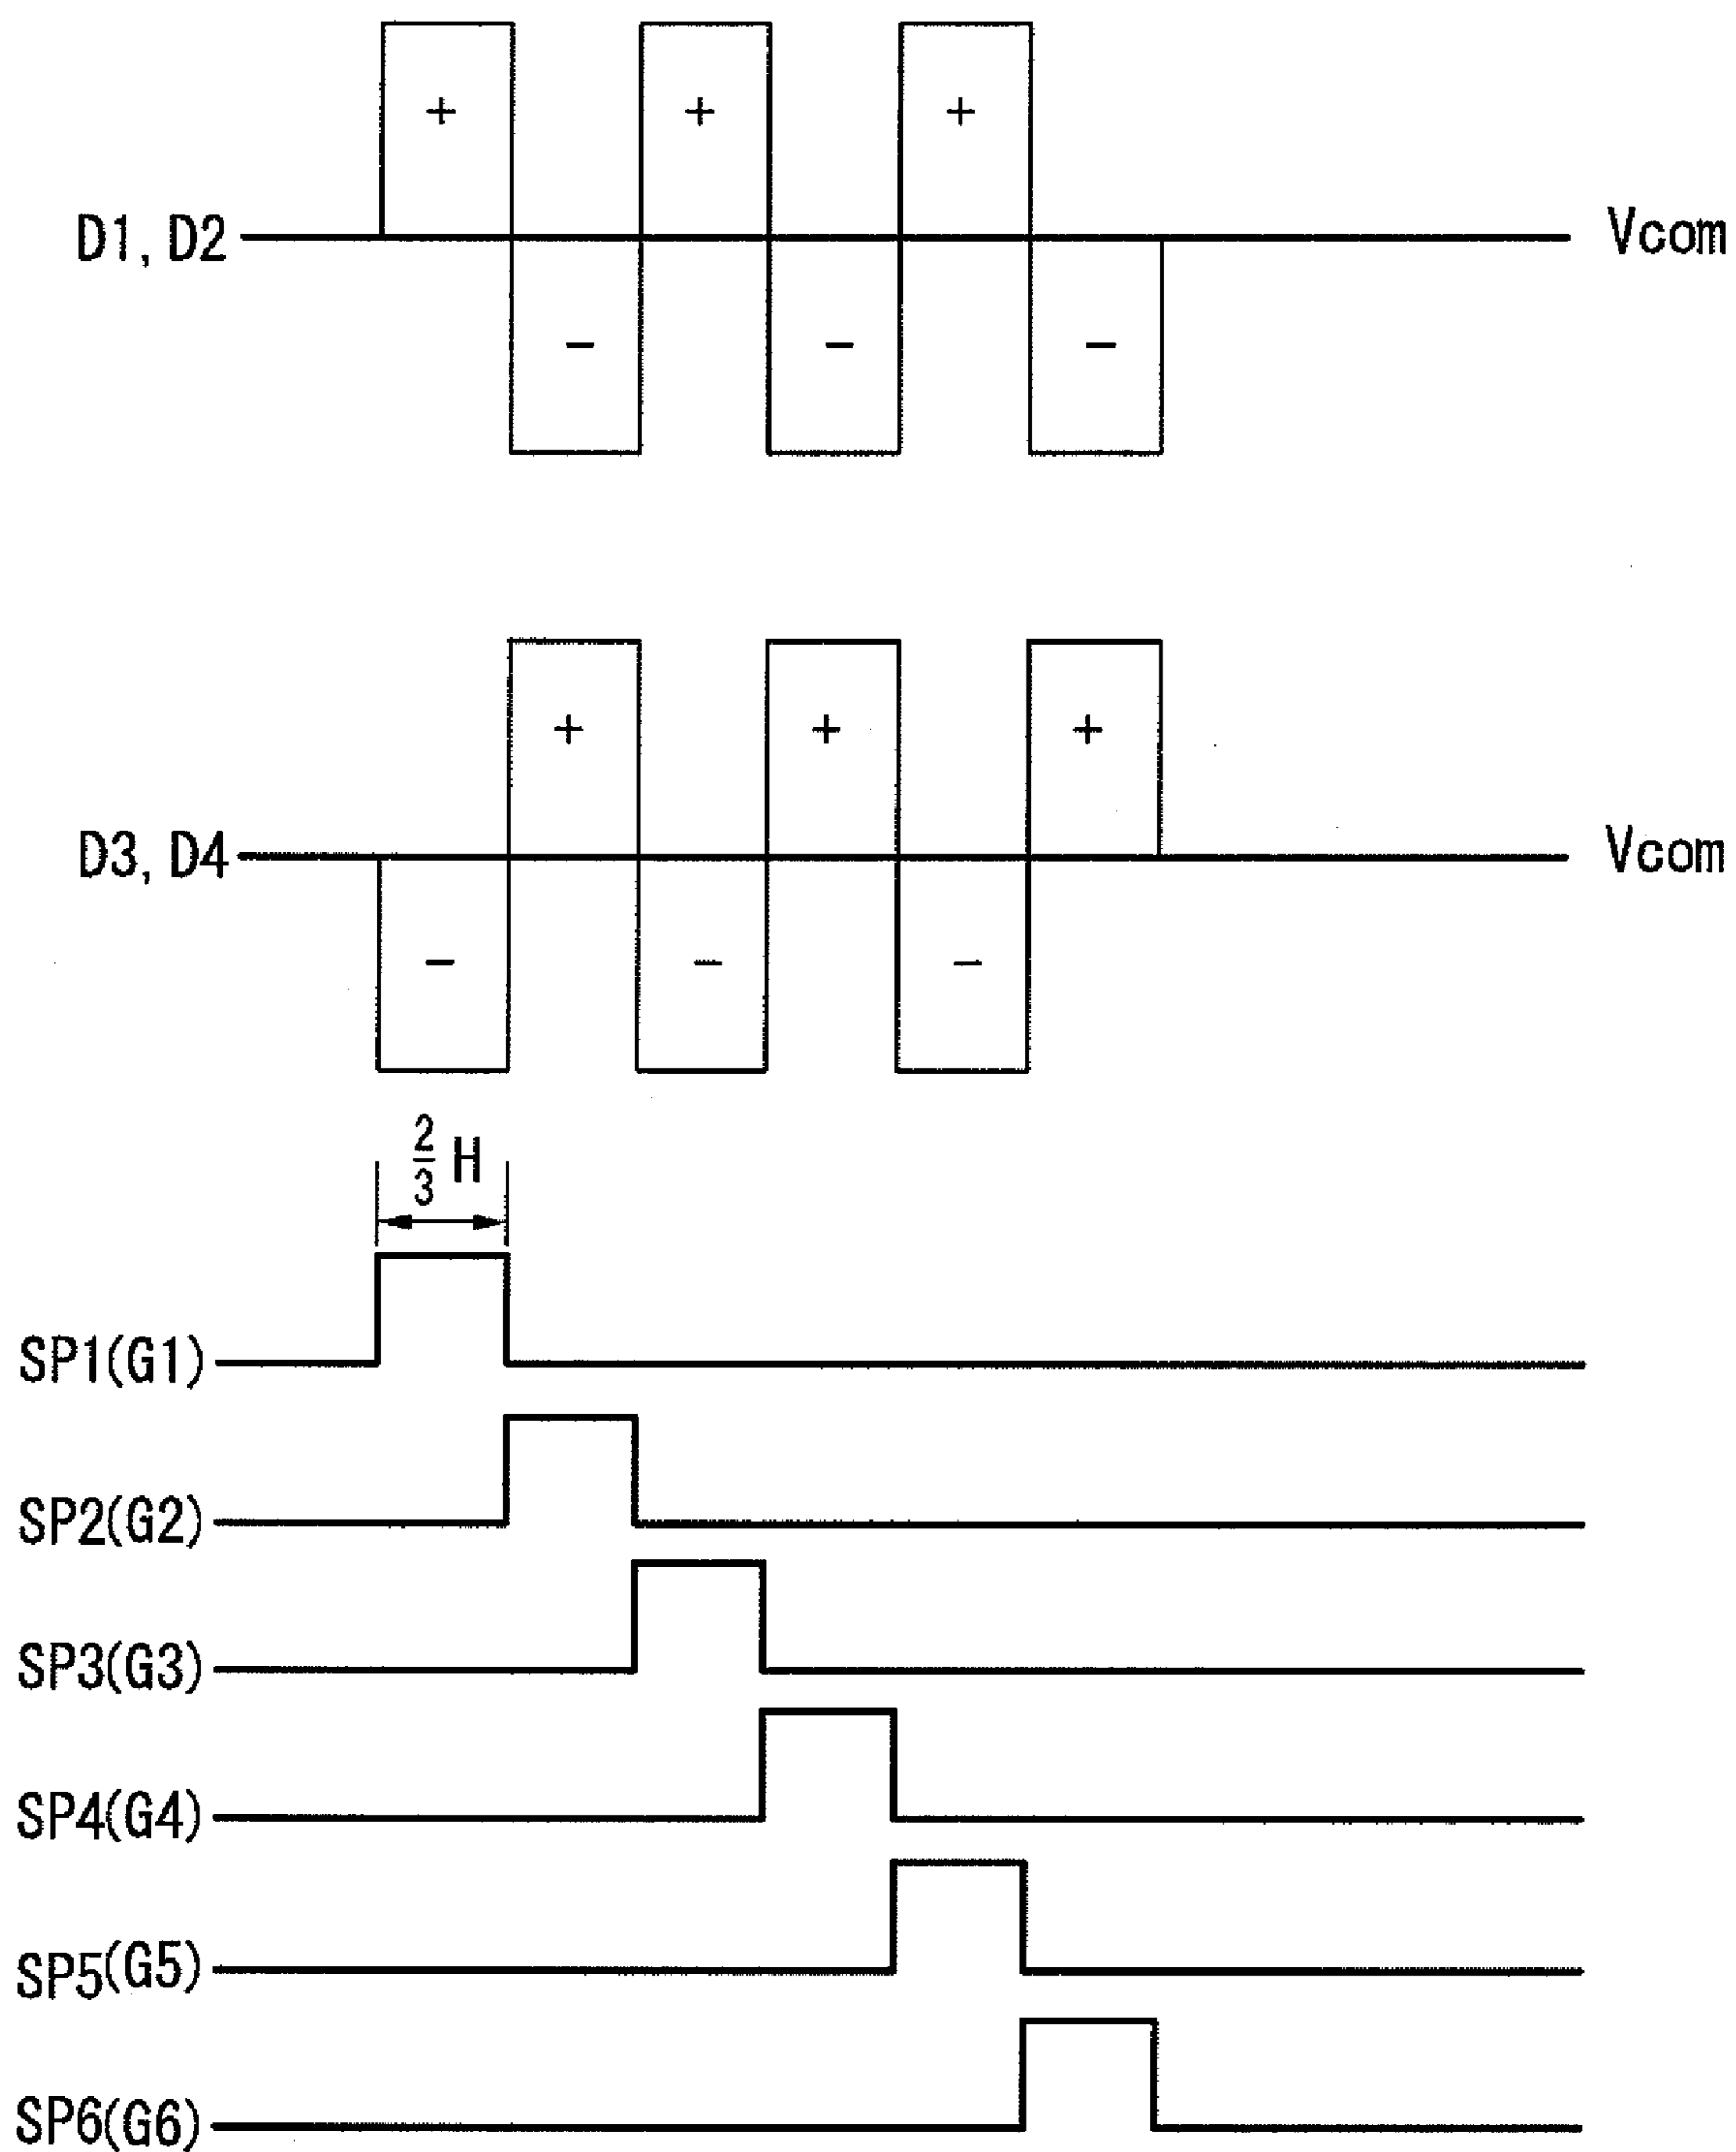 + + +
D1, D2 Vcom
- - -
+ + +
D3, D4 Vcom
- - -
2/3 H
SP1(G1)
SP2(G2)
SP3(G3)
SP4(G4)
SP5(G5)
SP6(G6)